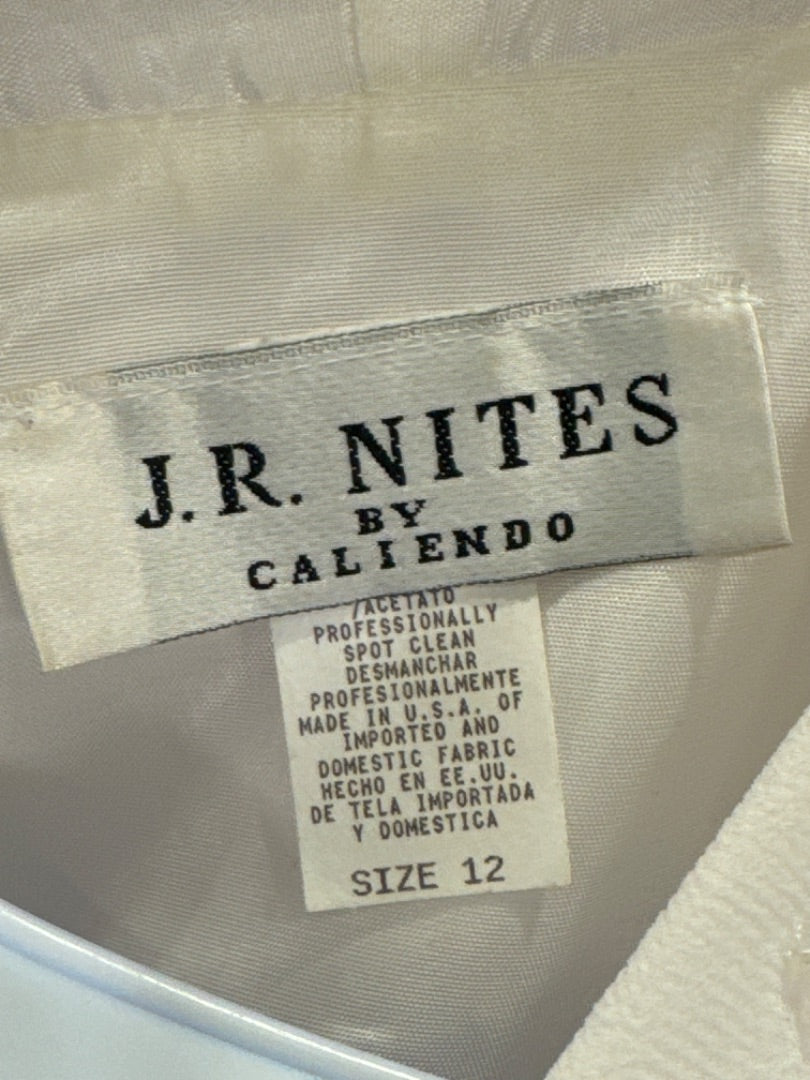 J.R. NITES
BY
CALIENDO
/ACETATO
PROFESSIONALLY
SPOT CLEAN
DESMANCHAR
PROFESIONALMENTE
MADE IN U.S.A. OF
IMPORTED AND
DOMESTIC FABRIC
HECHO EN EE.UU.
DE TELA IMPORTADA
Y DOMESTICA
SIZE 12